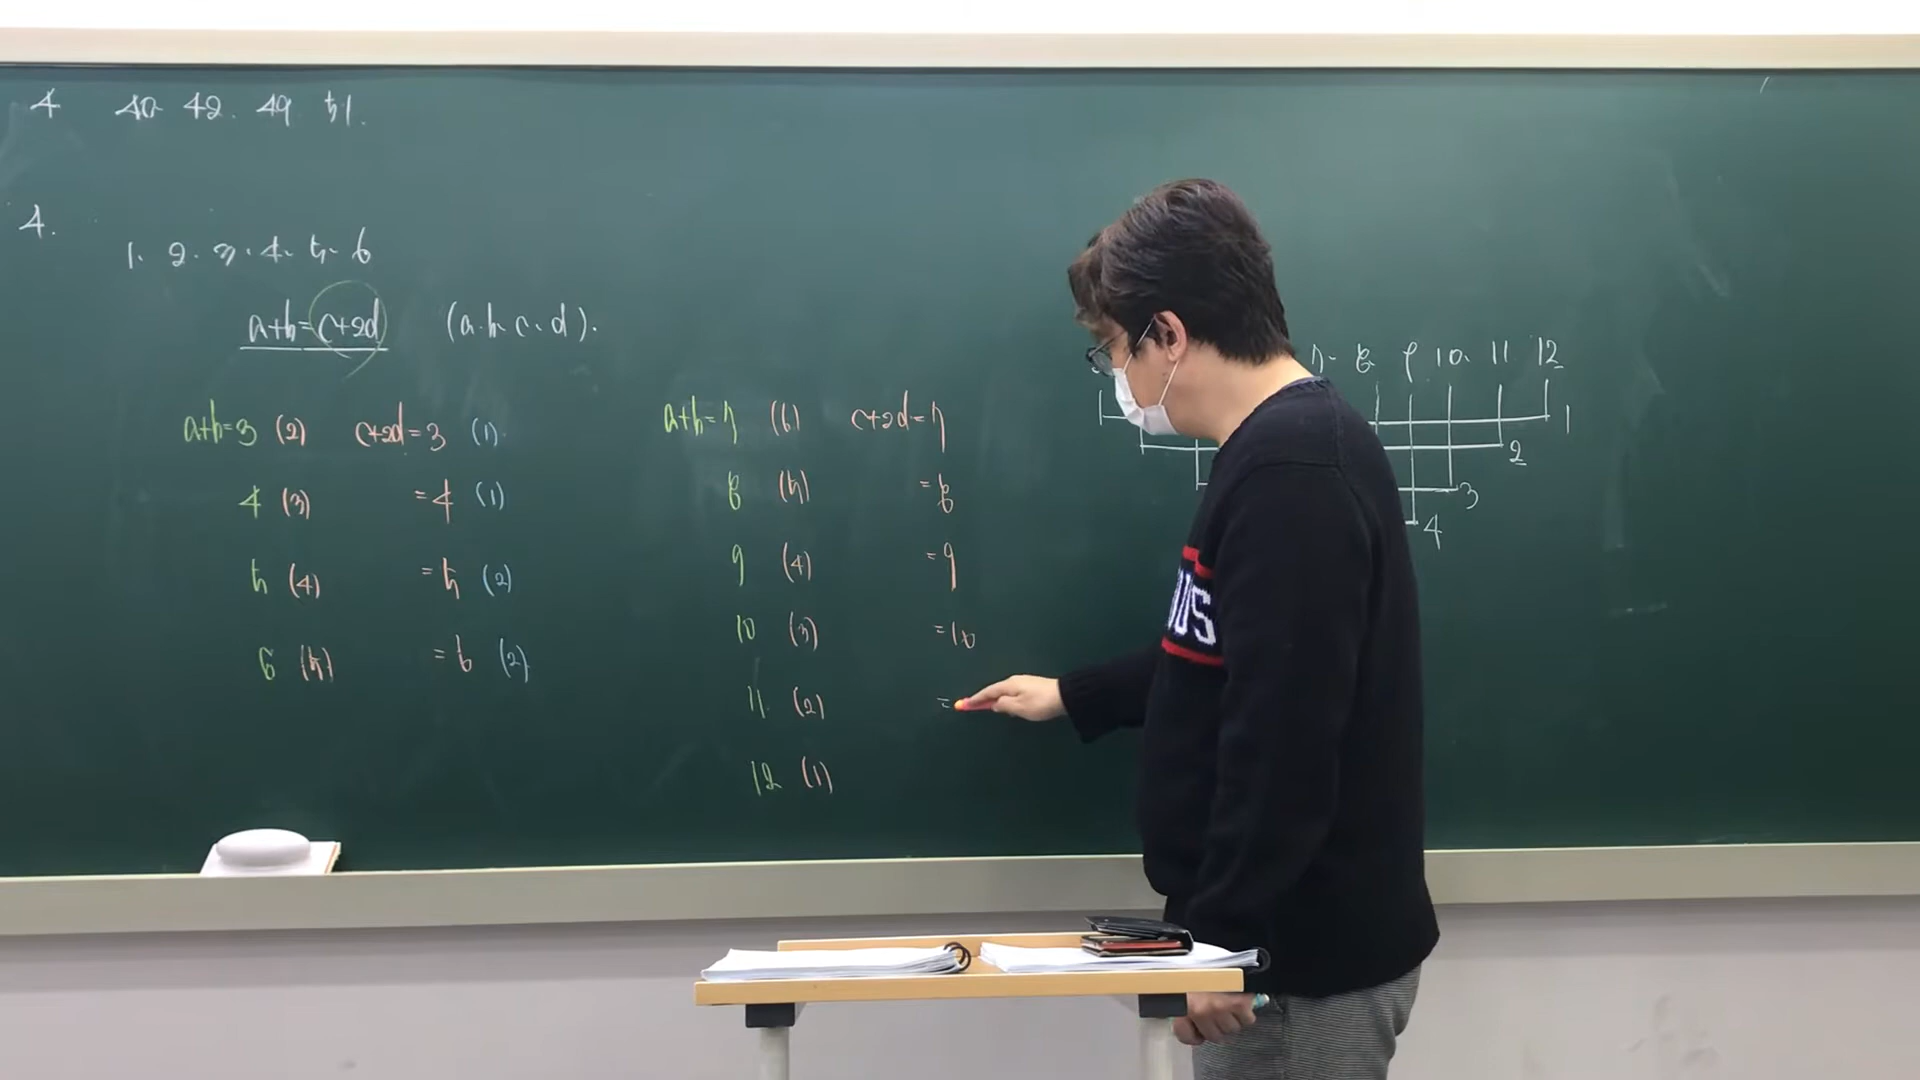 4 40 42. 49. 51.
4.
1. 2. 3. 4. 5. 6
a+b=c+2d (a. b. c. d).
a+b=3 (2) c+2d=3 (1)
4 (3) =4 (1)
5 (4) =5 (2)
6 (5) =6 (2)
a+b=7 (6) c+2d=7
8 (5) =8
9 (4) =9
10 (3) =10
11 (2) =
12 (1)
7. 8. 9 10. 11 12
1
2
3
4
US